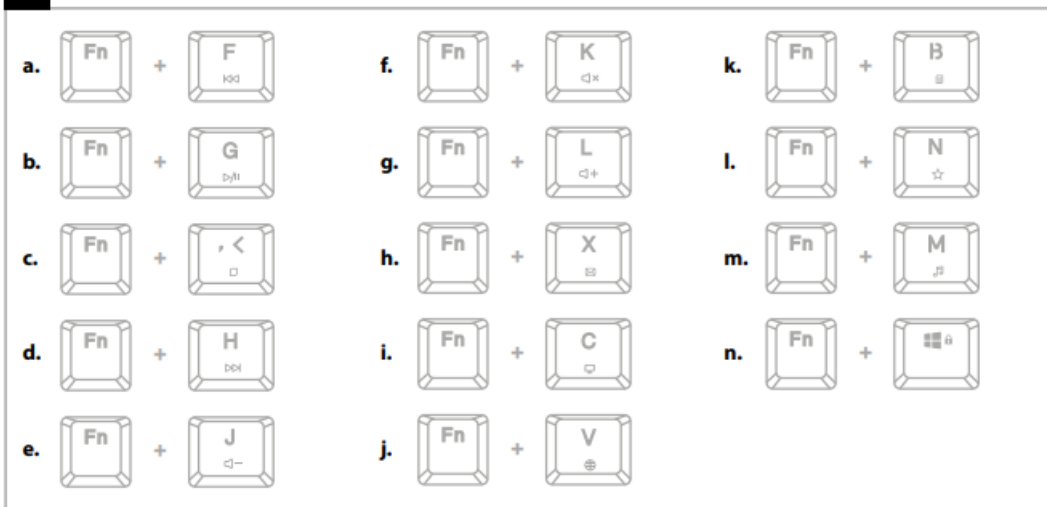 a. Fn + F
b. Fn + G
c. Fn + , <
d. Fn + H
e. Fn + J
f. Fn + K
g. Fn + L
h. Fn + X
i. Fn + C
j. Fn + V
k. Fn + B
l. Fn + N
m. Fn + M
n. Fn +